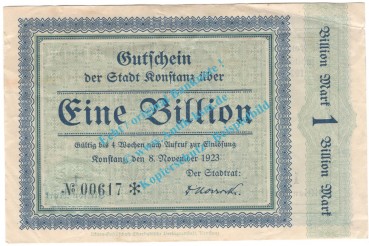 Gutschein
der Stadt Konstanz über
Eine Billion
Gültig bis 4 Wochen nach Aufruf zur Einlösung
Konstanz den 8. November 1923
Der Stadtrat:
№ 00617 *
Billion Mark 1 Billion Mark